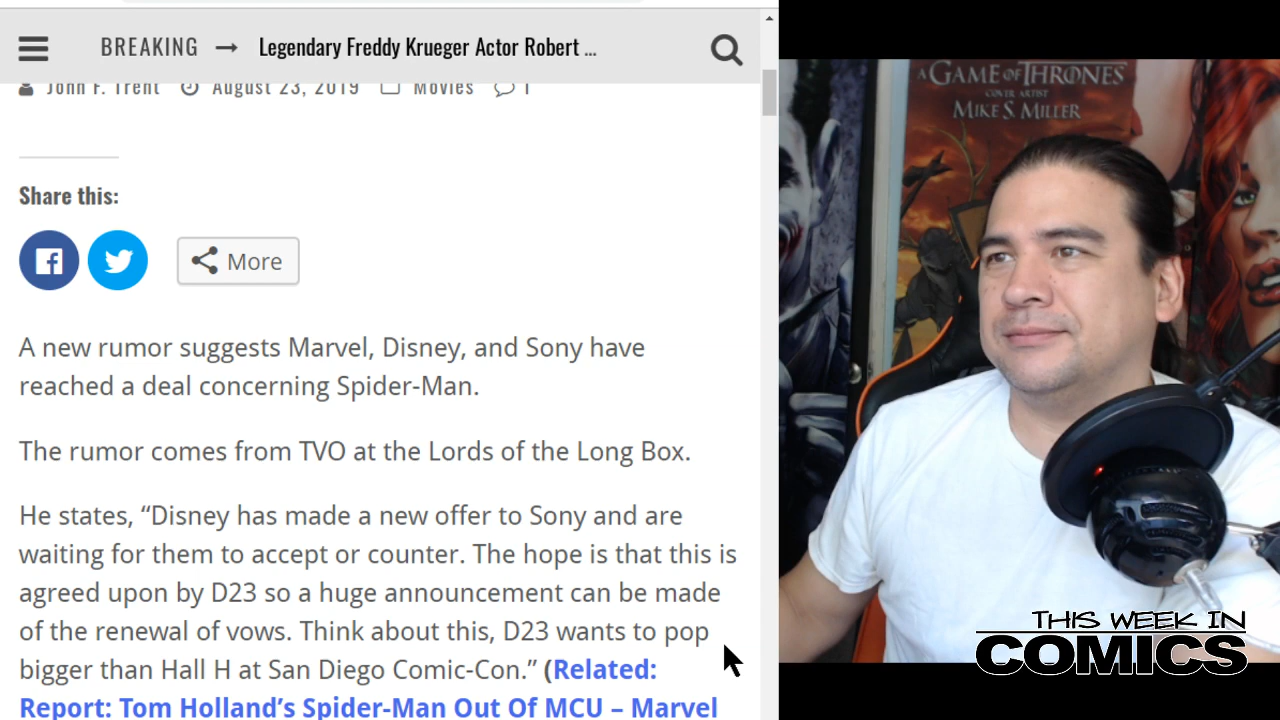 BREAKING → Legendary Freddy Krueger Actor Robert ...
John F. Trent August 23, 2019 Movies 1
Share this:
More
A new rumor suggests Marvel, Disney, and Sony have
reached a deal concerning Spider-Man.
The rumor comes from TVO at the Lords of the Long Box.
He states, “Disney has made a new offer to Sony and are
waiting for them to accept or counter. The hope is that this is
agreed upon by D23 so a huge announcement can be made
of the renewal of vows. Think about this, D23 wants to pop
bigger than Hall H at San Diego Comic-Con.” (Related:
Report: Tom Holland’s Spider-Man Out Of MCU – Marvel
A GAME OF THRONES
COVER ARTIST
MIKE S. MILLER
THIS WEEK IN
COMICS